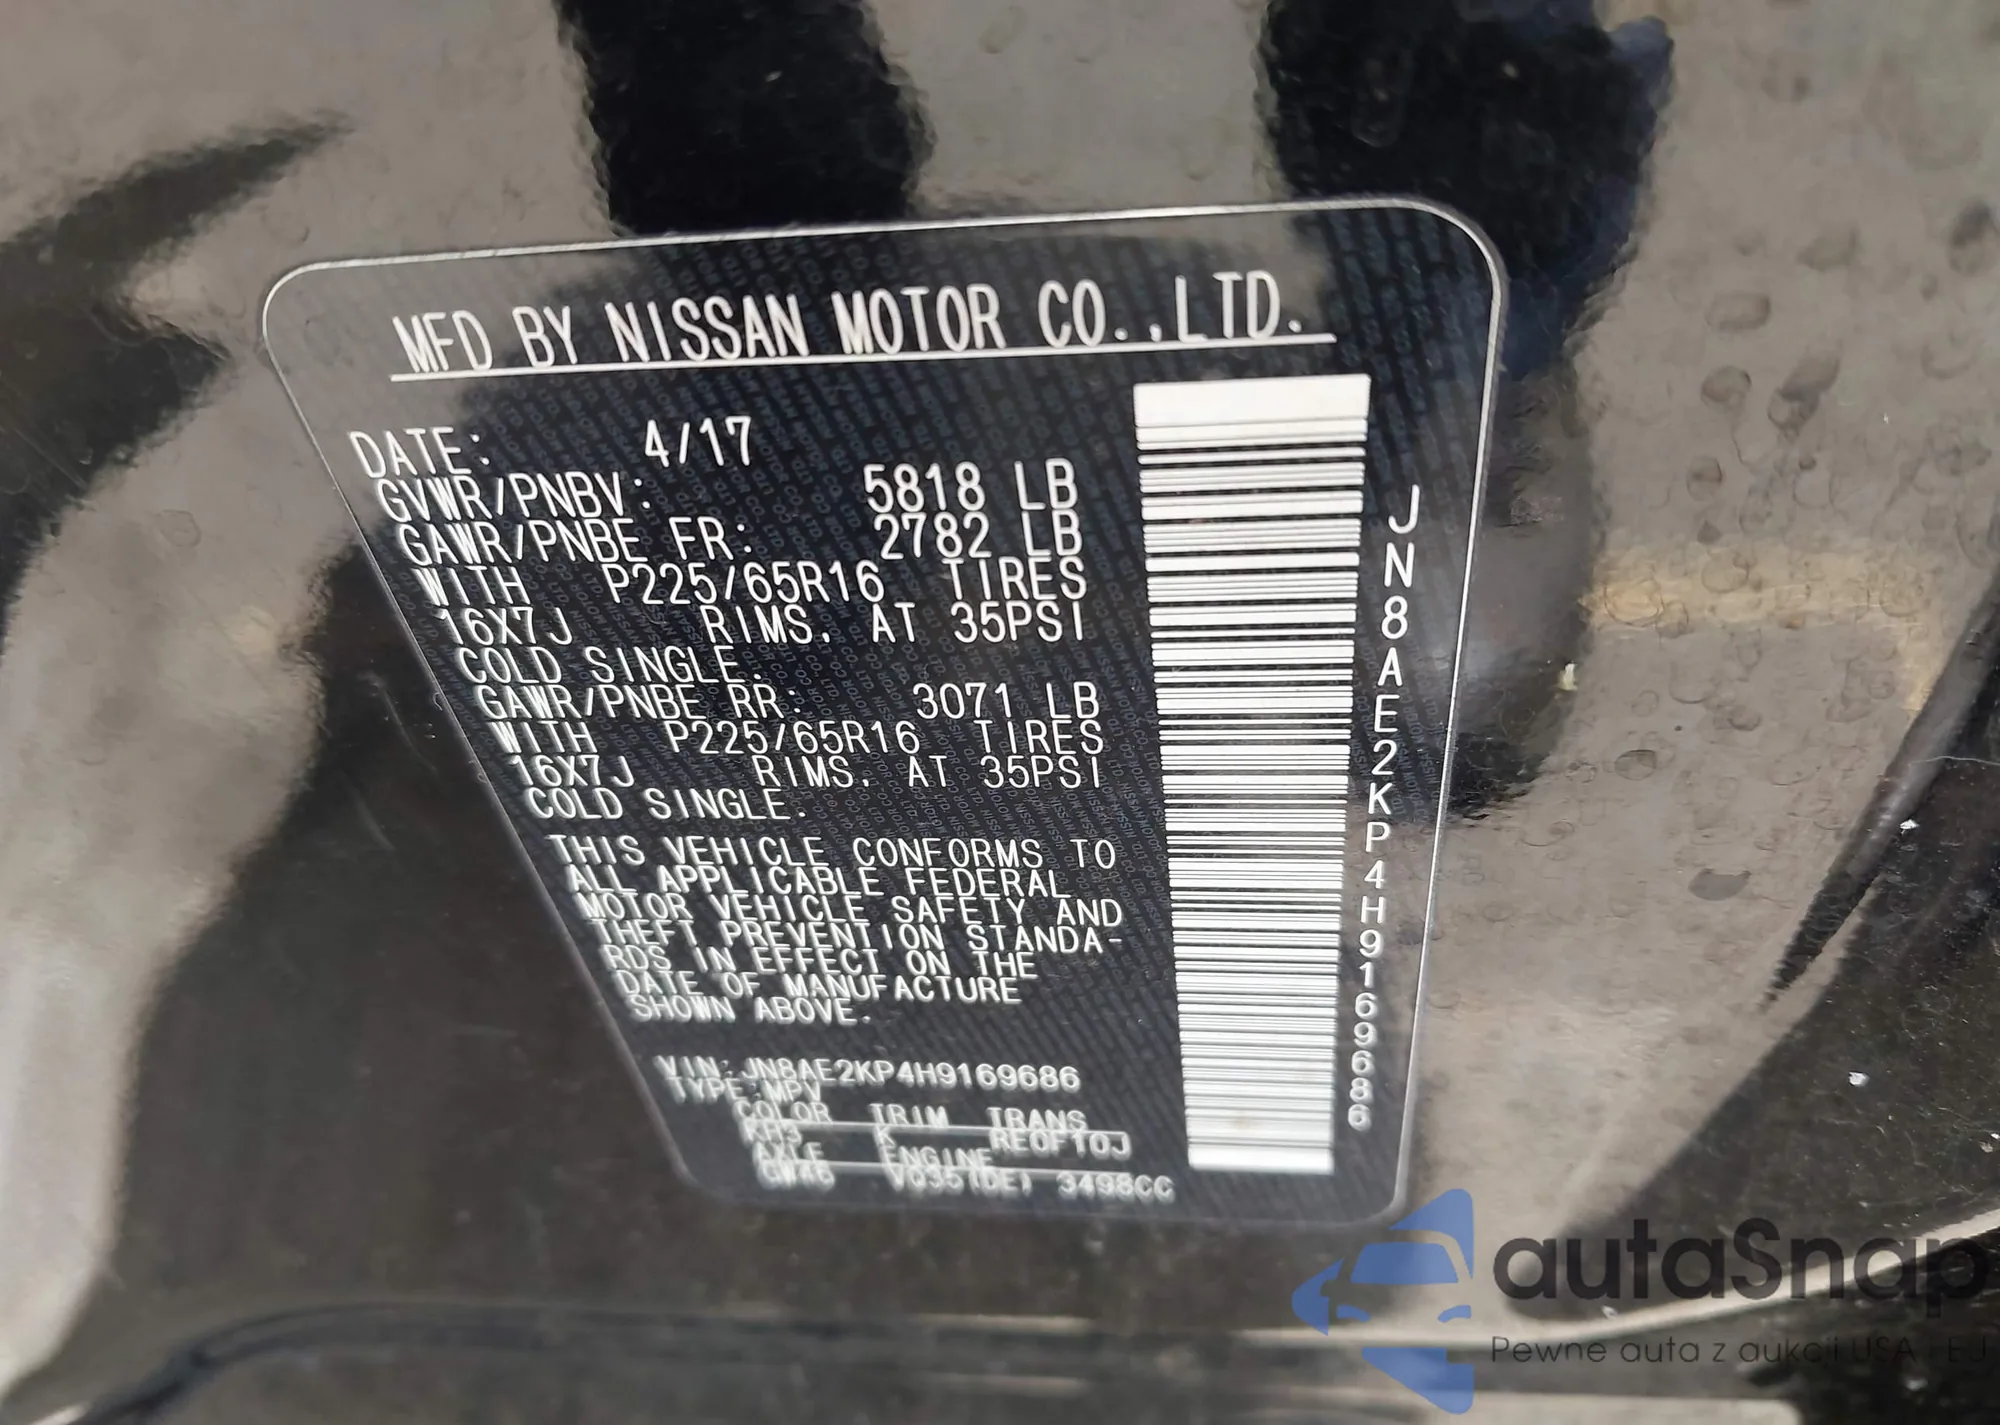 MFD BY NISSAN MOTOR CO.,LTD.
DATE: 4/17
GVWR/PNBV: 5818 LB
GAWR/PNBE FR: 2782 LB
WITH P225/65R16 TIRES
16X7J RIMS, AT 35PSI
COLD SINGLE.
GAWR/PNBE RR: 3071 LB
WITH P225/65R16 TIRES
16X7J RIMS, AT 35PSI
COLD SINGLE.
THIS VEHICLE CONFORMS TO
ALL APPLICABLE FEDERAL
MOTOR VEHICLE SAFETY AND
THEFT PREVENTION STANDA-
RDS IN EFFECT ON THE
DATE OF MANUFACTURE
SHOWN ABOVE.
VIN:JN8AE2KP4H9169686
TYPE:MPV
COLOR TRIM TRANS
KH3 K RE0F10J
AXLE ENGINE
GW46 V035(DE) 3498CC
JN8AE2KP4H9169686
autaSnap
Pewne auta z aukcji USA i EU